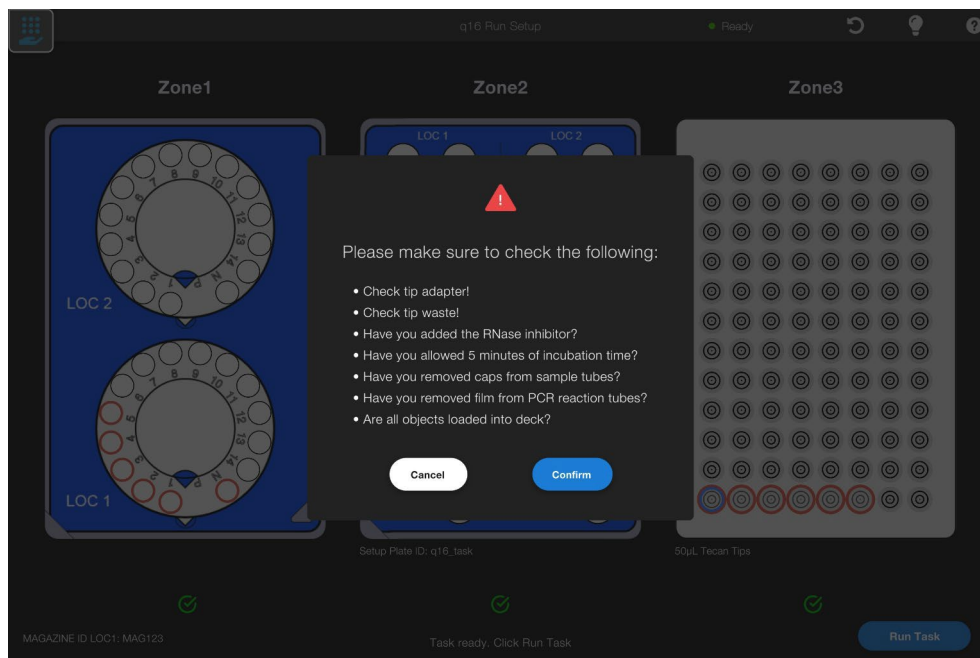 q16 Run Setup
Ready
Zone1
Zone2
Zone3
LOC 2
LOC 1
LOC 1
LOC 2
Please make sure to check the following:
• Check tip adapter!
• Check tip waste!
• Have you added the RNase inhibitor?
• Have you allowed 5 minutes of incubation time?
• Have you removed caps from sample tubes?
• Have you removed film from PCR reaction tubes?
• Are all objects loaded into deck?
Cancel
Confirm
Setup Plate ID: q16_task
50µL Tecan Tips
MAGAZINE ID LOC1: MAG123
Task ready. Click Run Task
Run Task